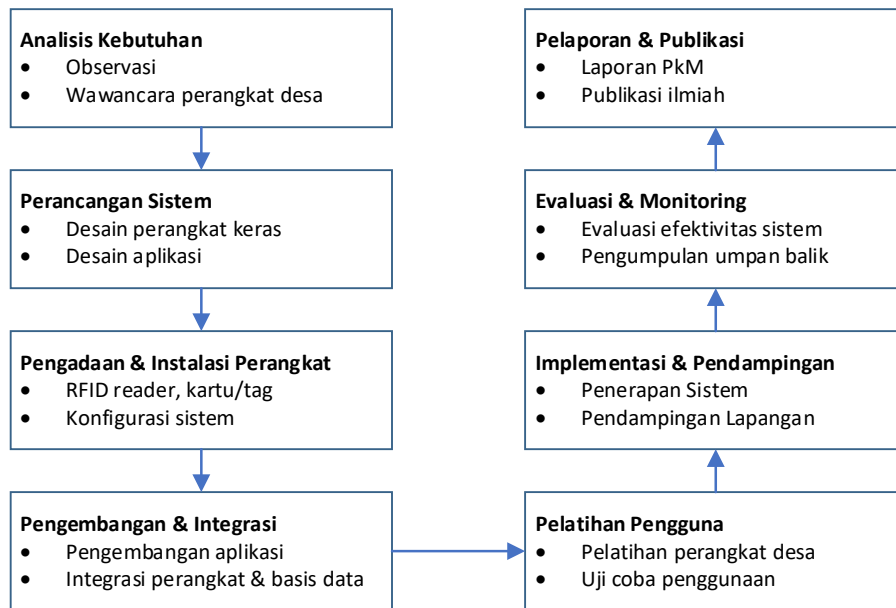 Analisis Kebutuhan
• Observasi
• Wawancara perangkat desa
Perancangan Sistem
• Desain perangkat keras
• Desain aplikasi
Pengadaan & Instalasi Perangkat
• RFID reader, kartu/tag
• Konfigurasi sistem
Pengembangan & Integrasi
• Pengembangan aplikasi
• Integrasi perangkat & basis data
Pelatihan Pengguna
• Pelatihan perangkat desa
• Uji coba penggunaan
Implementasi & Pendampingan
• Penerapan Sistem
• Pendampingan Lapangan
Evaluasi & Monitoring
• Evaluasi efektivitas sistem
• Pengumpulan umpan balik
Pelaporan & Publikasi
• Laporan PkM
• Publikasi ilmiah